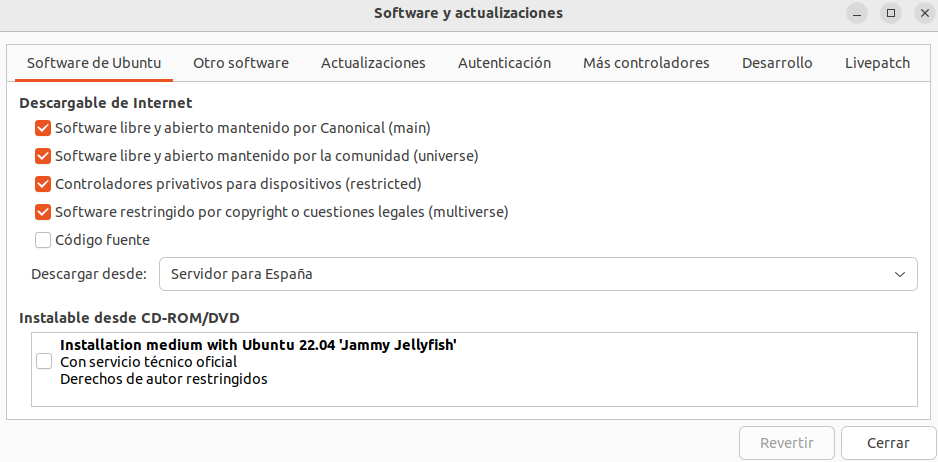 Software y actualizaciones
Software de Ubuntu
Otro software
Actualizaciones
Autenticación
Más controladores
Desarrollo
Livepatch
Descargable de Internet
Software libre y abierto mantenido por Canonical (main)
Software libre y abierto mantenido por la comunidad (universe)
Controladores privativos para dispositivos (restricted)
Software restringido por copyright o cuestiones legales (multiverse)
Código fuente
Descargar desde: Servidor para España
Instalable desde CD-ROM/DVD
Installation medium with Ubuntu 22.04 'Jammy Jellyfish'
Con servicio técnico oficial
Derechos de autor restringidos
Revertir
Cerrar